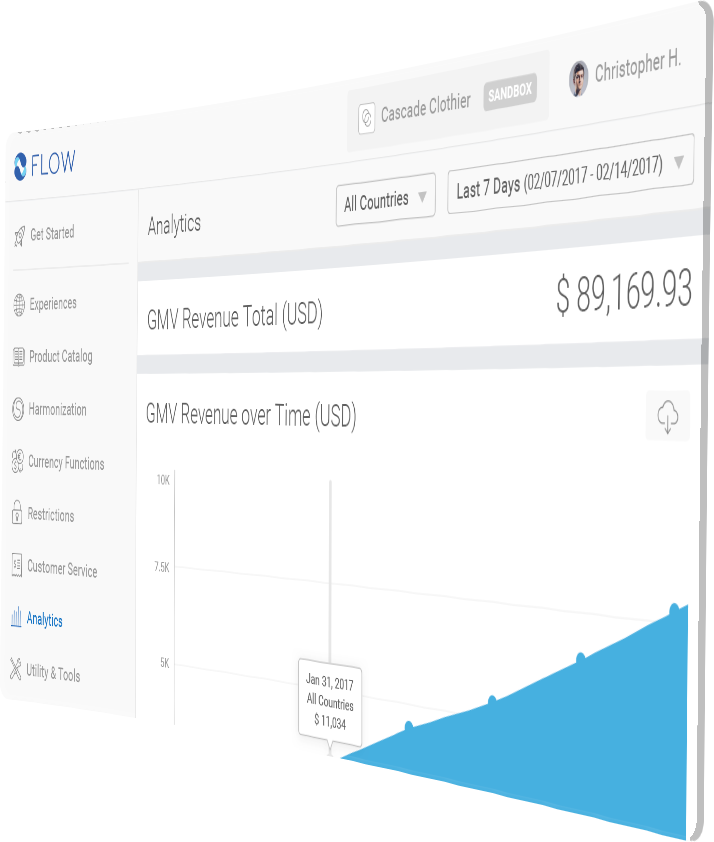 Cascade Clothier SANDBOX Christopher H.
FLOW
Analytics All Countries Last 7 Days (02/07/2017 - 02/14/2017)
Get Started
Experiences
Product Catalog
Harmonization
Currency Functions
Restrictions
Customer Service
Analytics
Utility & Tools
GMV Revenue Total (USD) $ 89,169.93
GMV Revenue over Time (USD)
10K
7.5K
5K
Jan 31, 2017
All Countries
$ 11,034